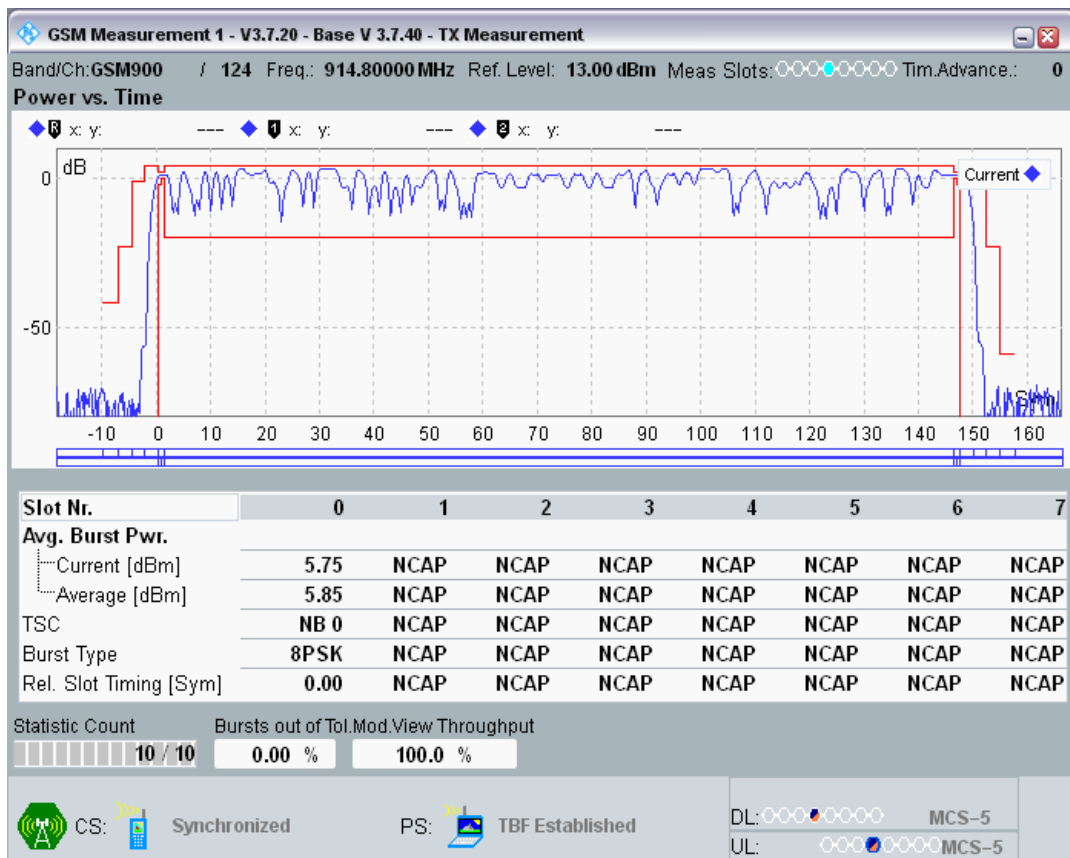 GSM Measurement 1 - V3.7.20 - Base V 3.7.40 - TX Measurement
Band/Ch:GSM900 / 124 Freq.: 914.80000 MHz Ref. Level: 13.00 dBm Meas Slots: Tim.Advance.: 0
Power vs. Time
R x: y: --- 1 x: y: --- 2 x: y: ---
dB
0
Current
-50
Sym
-10 0 10 20 30 40 50 60 70 80 90 100 110 120 130 140 150 160
Slot Nr. 0 1 2 3 4 5 6 7
Avg. Burst Pwr.
Current [dBm] 5.75 NCAP NCAP NCAP NCAP NCAP NCAP NCAP
Average [dBm] 5.85 NCAP NCAP NCAP NCAP NCAP NCAP NCAP
TSC NB 0 NCAP NCAP NCAP NCAP NCAP NCAP NCAP
Burst Type 8PSK NCAP NCAP NCAP NCAP NCAP NCAP NCAP
Rel. Slot Timing [Sym] 0.00 NCAP NCAP NCAP NCAP NCAP NCAP NCAP
Statistic Count Bursts out of Tol.Mod.View Throughput
10 / 10 0.00 % 100.0 %
CS: Synchronized PS: TBF Established
DL: MCS-5
UL: MCS-5